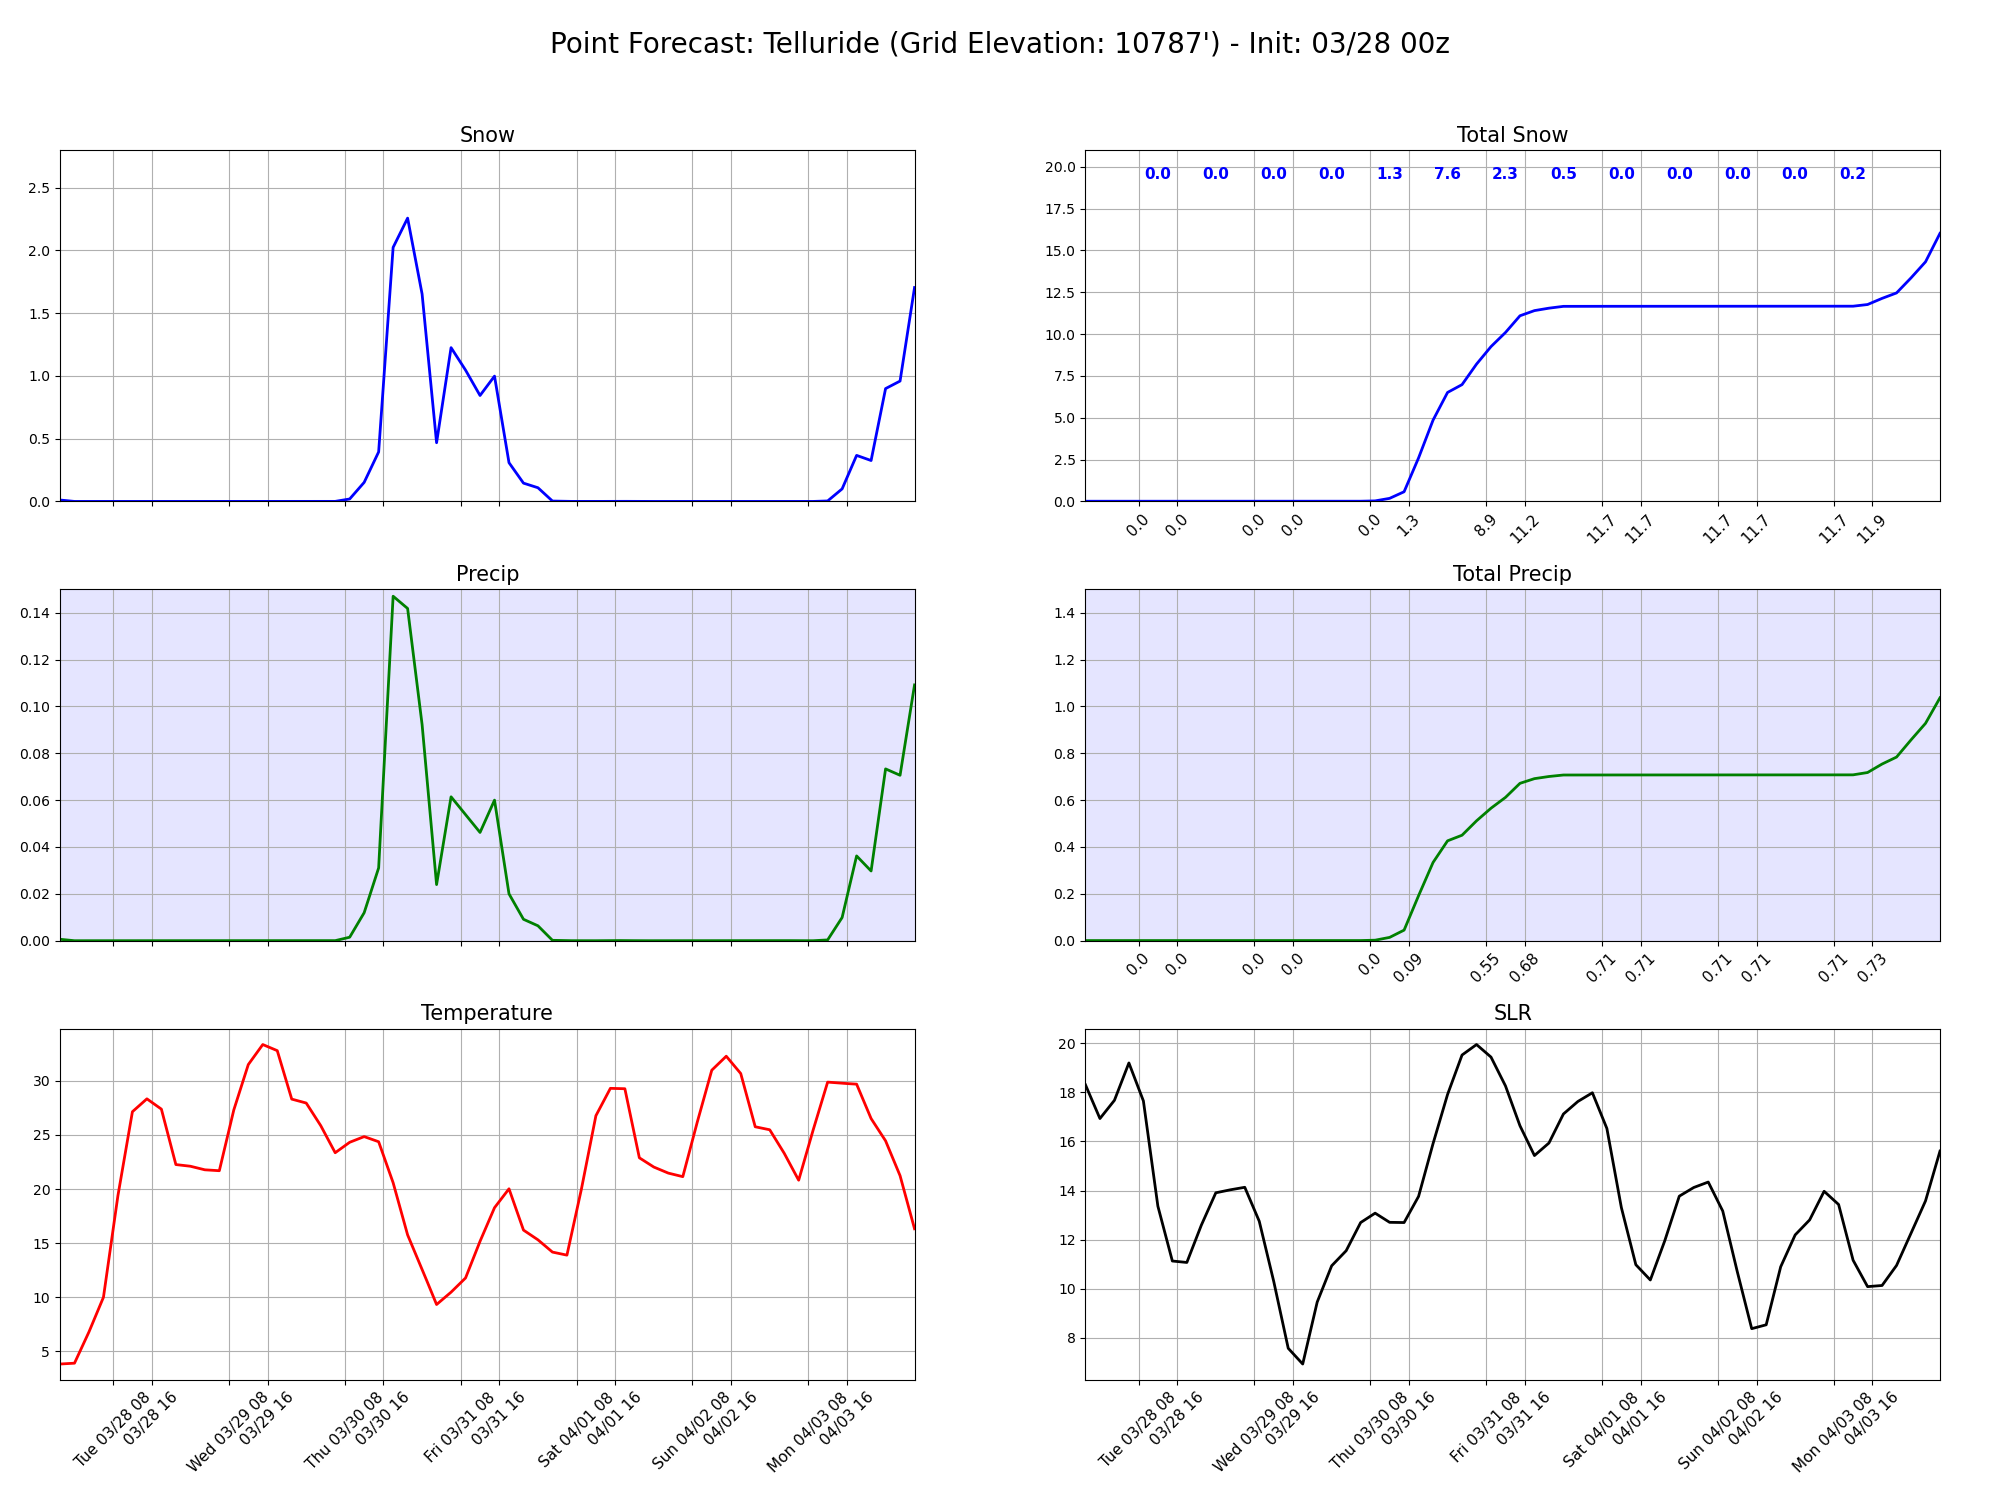 Point Forecast: Telluride (Grid Elevation: 10787') - Init: 03/28 00z
Snow
2.5
2.0
1.5
1.0
0.5
0.0
Total Snow
20.0
17.5
15.0
12.5
10.0
7.5
5.0
2.5
0.0
0.0 0.0 0.0 0.0 1.3 7.6 2.3 0.5 0.0 0.0 0.0 0.0 0.2
0.0 0.0 0.0 0.0 0.0 1.3 8.9 11.2 11.7 11.7 11.7 11.7 11.7 11.9
Precip
0.14
0.12
0.10
0.08
0.06
0.04
0.02
0.00
Total Precip
1.4
1.2
1.0
0.8
0.6
0.4
0.2
0.0
0.0 0.0 0.0 0.0 0.0 0.09 0.55 0.68 0.71 0.71 0.71 0.71 0.71 0.73
Temperature
30
25
20
15
10
5
Tue 03/28 08
03/28 16
Wed 03/29 08
03/29 16
Thu 03/30 08
03/30 16
Fri 03/31 08
03/31 16
Sat 04/01 08
04/01 16
Sun 04/02 08
04/02 16
Mon 04/03 08
04/03 16
SLR
20
18
16
14
12
10
8
Tue 03/28 08
03/28 16
Wed 03/29 08
03/29 16
Thu 03/30 08
03/30 16
Fri 03/31 08
03/31 16
Sat 04/01 08
04/01 16
Sun 04/02 08
04/02 16
Mon 04/03 08
04/03 16